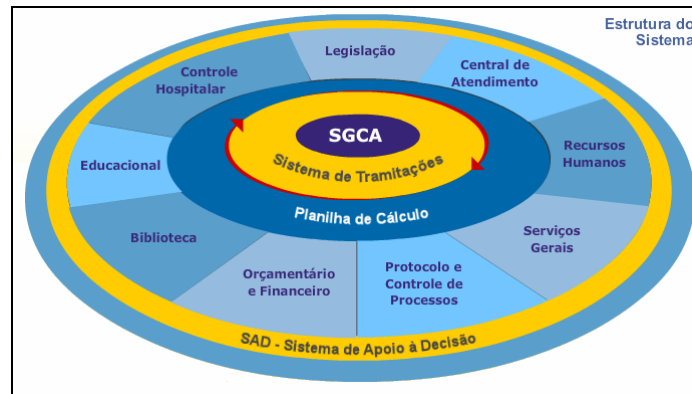 Estrutura do
Sistema
Legislação
Controle
Hospitalar
Central de
Atendimento
SGCA
Sistema de Tramitações
Educacional
Recursos
Humanos
Planilha de Cálculo
Biblioteca
Serviços
Gerais
Orçamentário
e Financeiro
Protocolo e
Controle de
Processos
SAD - Sistema de Apoio à Decisão